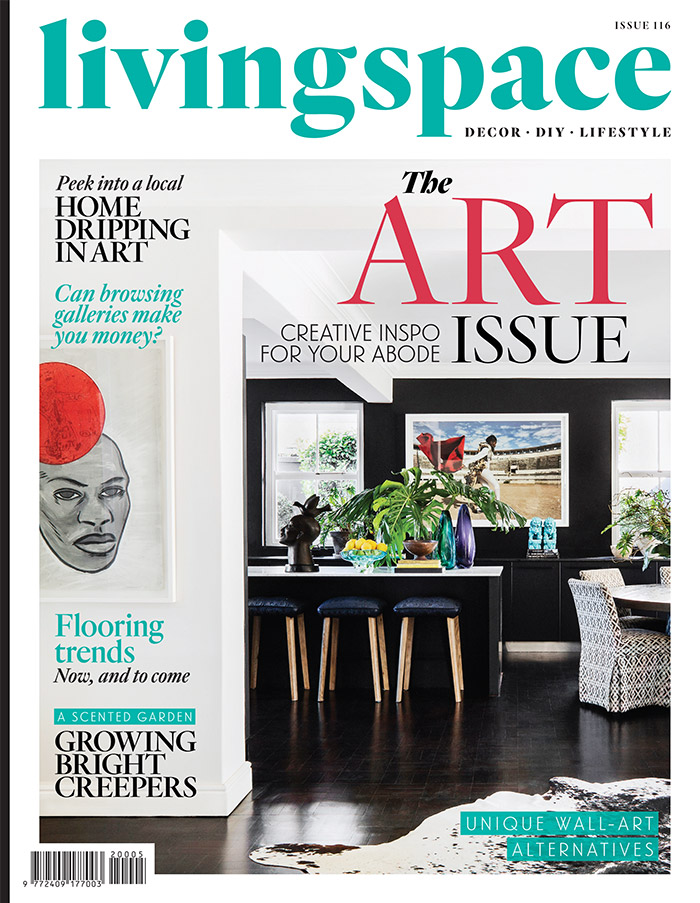 ISSUE 116
livingspace
DECOR · DIY · LIFESTYLE
Peek into a local
HOME
DRIPPING
IN ART
Can browsing
galleries make
you money?
The
ART
ISSUE
CREATIVE INSPO
FOR YOUR ABODE
Flooring
trends
Now, and to come
A SCENTED GARDEN
GROWING
BRIGHT
CREEPERS
UNIQUE WALL-ART
ALTERNATIVES
20005
9 772409 177003